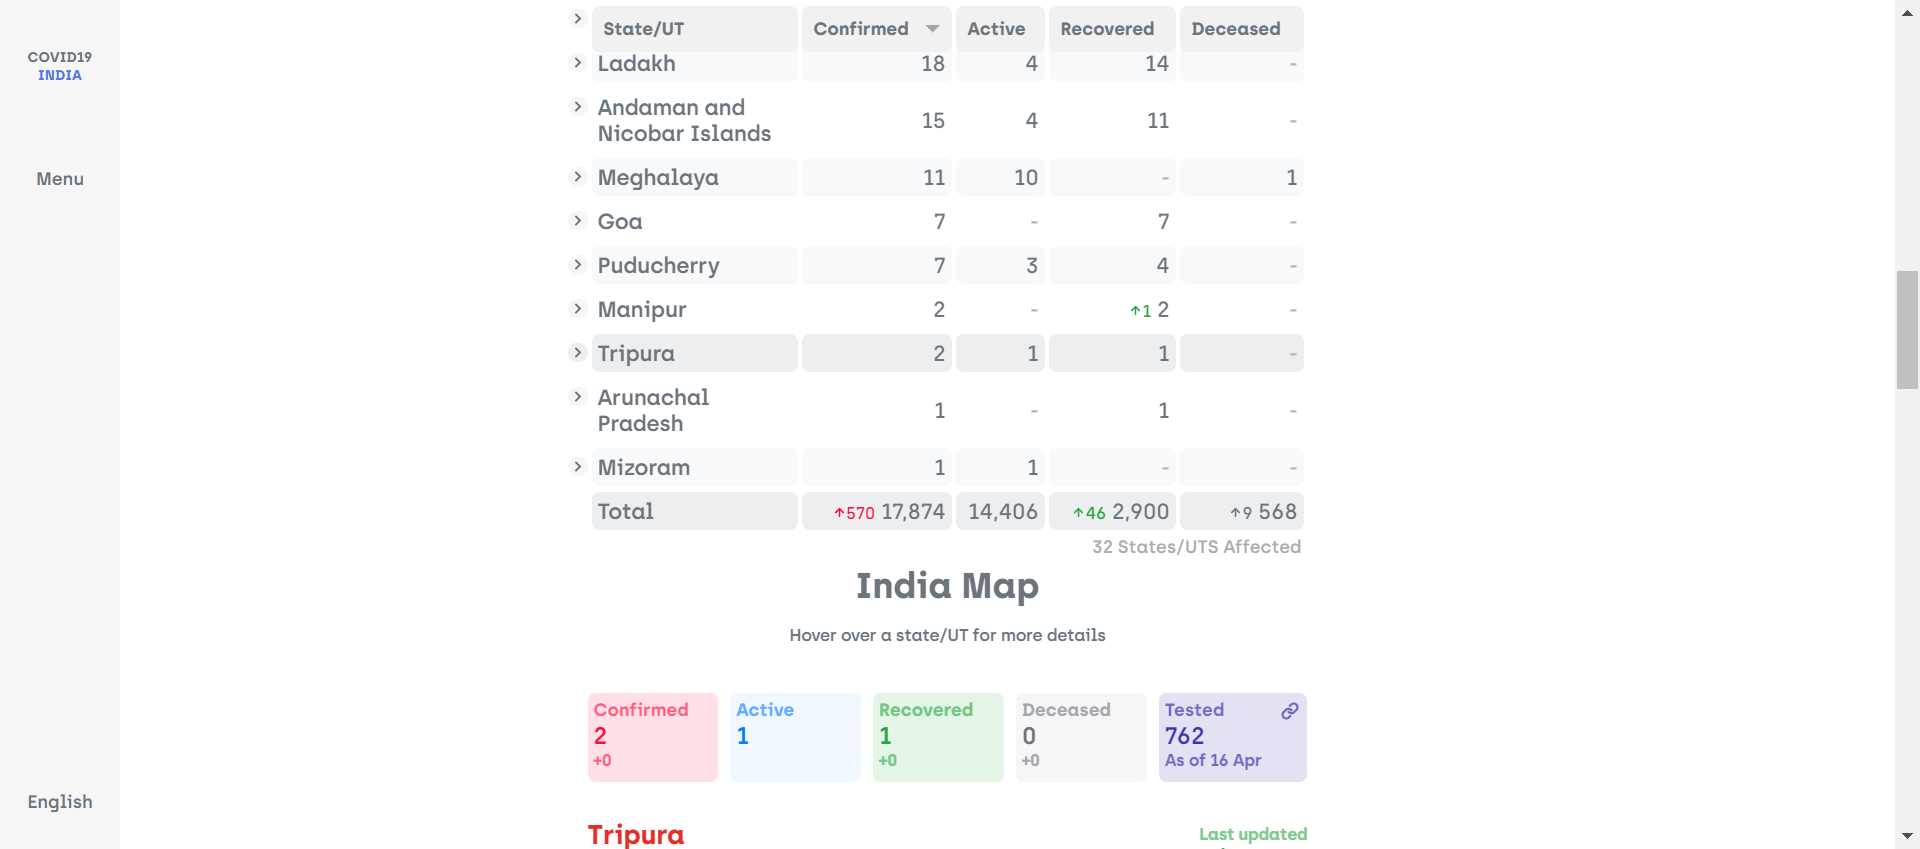 COVID19
INDIA
Menu
English
State/UT Confirmed Active Recovered Deceased
Ladakh 18 4 14 -
Andaman and
Nicobar Islands 15 4 11 -
Meghalaya 11 10 - 1
Goa 7 - 7 -
Puducherry 7 3 4 -
Manipur 2 - ↑1 2 -
Tripura 2 1 1 -
Arunachal
Pradesh 1 - 1 -
Mizoram 1 1 - -
Total ↑570 17,874 14,406 ↑46 2,900 ↑9 568
32 States/UTS Affected
India Map
Hover over a state/UT for more details
Confirmed Active Recovered Deceased Tested
2 1 1 0 762
+0 +0 +0 As of 16 Apr
Tripura Last updated